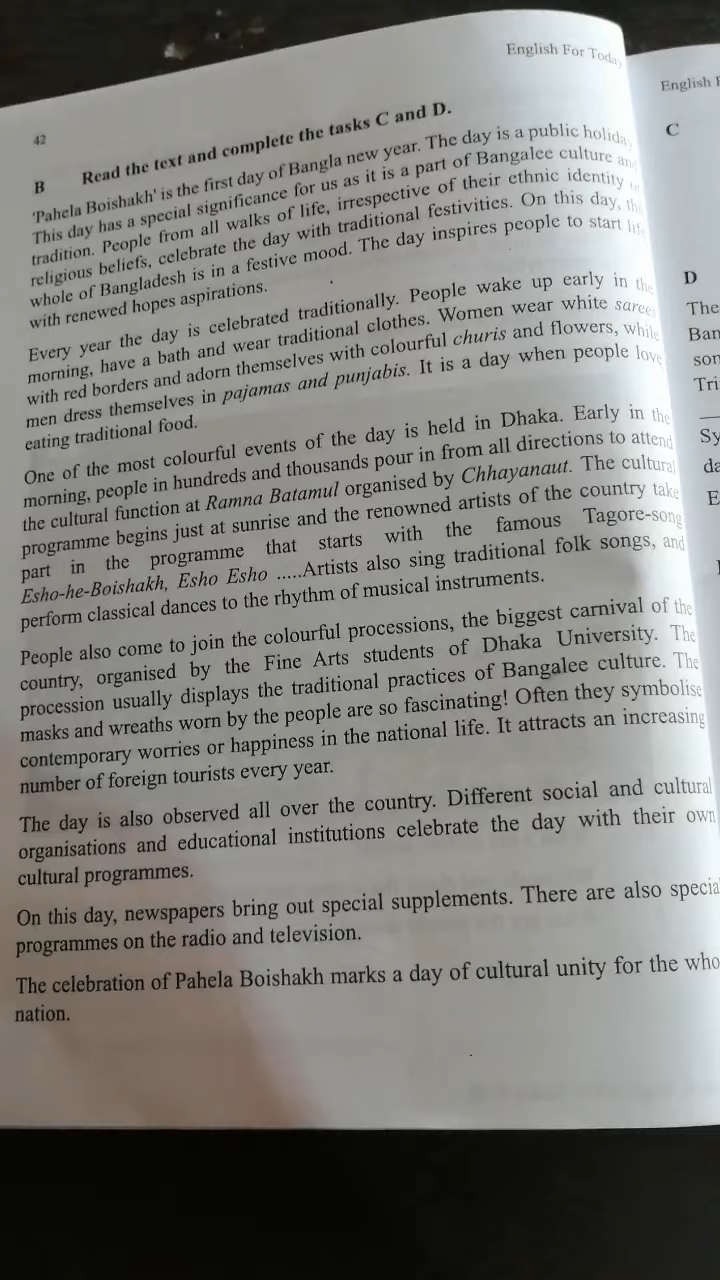 English For Today
42
B Read the text and complete the tasks C and D.
'Pahela Boishakh' is the first day of Bangla new year. The day is a public holiday
This day has a special significance for us as it is a part of Bangalee culture and
tradition. People from all walks of life, irrespective of their ethnic identity or
religious beliefs, celebrate the day with traditional festivities. On this day, the
whole of Bangladesh is in a festive mood. The day inspires people to start life
with renewed hopes aspirations.
Every year the day is celebrated traditionally. People wake up early in the
morning, have a bath and wear traditional clothes. Women wear white sarees
with red borders and adorn themselves with colourful churis and flowers, while
men dress themselves in pajamas and punjabis. It is a day when people love
eating traditional food.
One of the most colourful events of the day is held in Dhaka. Early in the
morning, people in hundreds and thousands pour in from all directions to attend
the cultural function at Ramna Batamul organised by Chhayanaut. The cultural
programme begins just at sunrise and the renowned artists of the country take
part in the programme that starts with the famous Tagore-song
Esho-he-Boishakh, Esho Esho .....Artists also sing traditional folk songs, and
perform classical dances to the rhythm of musical instruments.
People also come to join the colourful processions, the biggest carnival of the
country, organised by the Fine Arts students of Dhaka University. The
procession usually displays the traditional practices of Bangalee culture. The
masks and wreaths worn by the people are so fascinating! Often they symbolise
contemporary worries or happiness in the national life. It attracts an increasing
number of foreign tourists every year.
The day is also observed all over the country. Different social and cultural
organisations and educational institutions celebrate the day with their own
cultural programmes.
On this day, newspapers bring out special supplements. There are also special
programmes on the radio and television.
The celebration of Pahela Boishakh marks a day of cultural unity for the who
nation.
English F
C
D
The
Ban
son
Tri
Sy
da
E